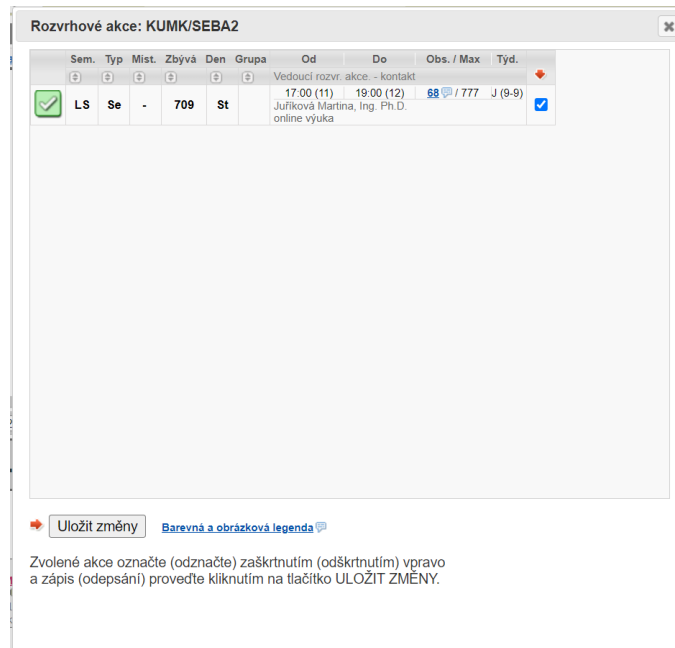 Rozvrhové akce: KUMK/SEBA2
Sem. Typ Míst. Zbývá Den Grupa Od Do Obs. / Max Týd.
Vedoucí rozvr. akce. - kontakt
LS Se - 709 St 17:00 (11) 19:00 (12) 68 / 777 J (9-9)
Juříková Martina, Ing. Ph.D.
online výuka
Uložit změny Barevná a obrázková legenda
Zvolené akce označte (odznačte) zaškrtnutím (odškrtnutím) vpravo
a zápis (odepsání) proveďte kliknutím na tlačítko ULOŽIT ZMĚNY.